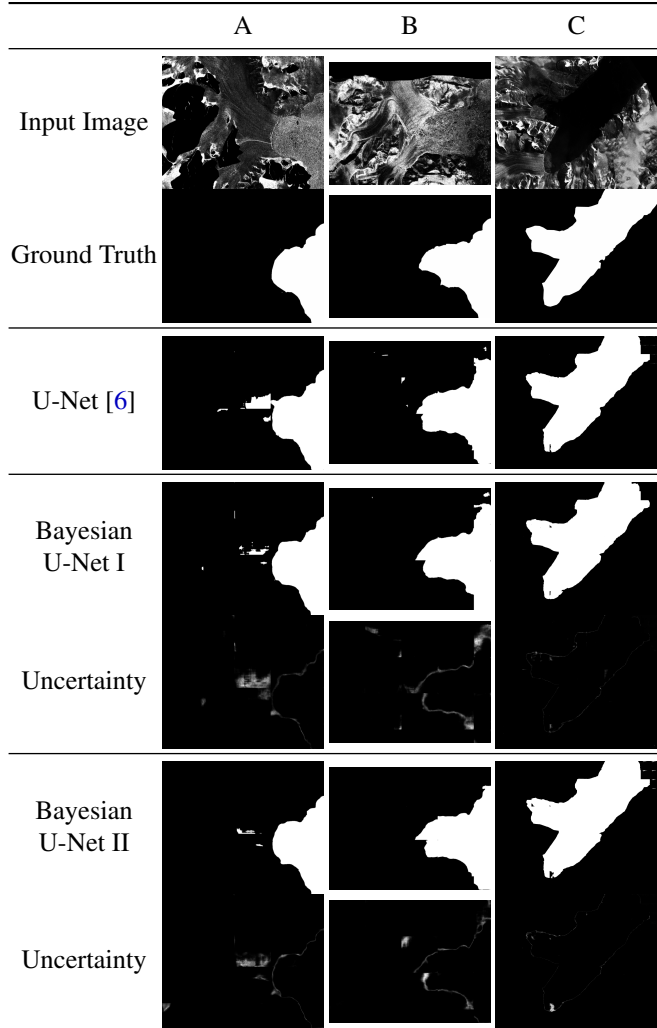 A B C
Input Image
Ground Truth
U-Net [6]
Bayesian
U-Net I
Uncertainty
Bayesian
U-Net II
Uncertainty